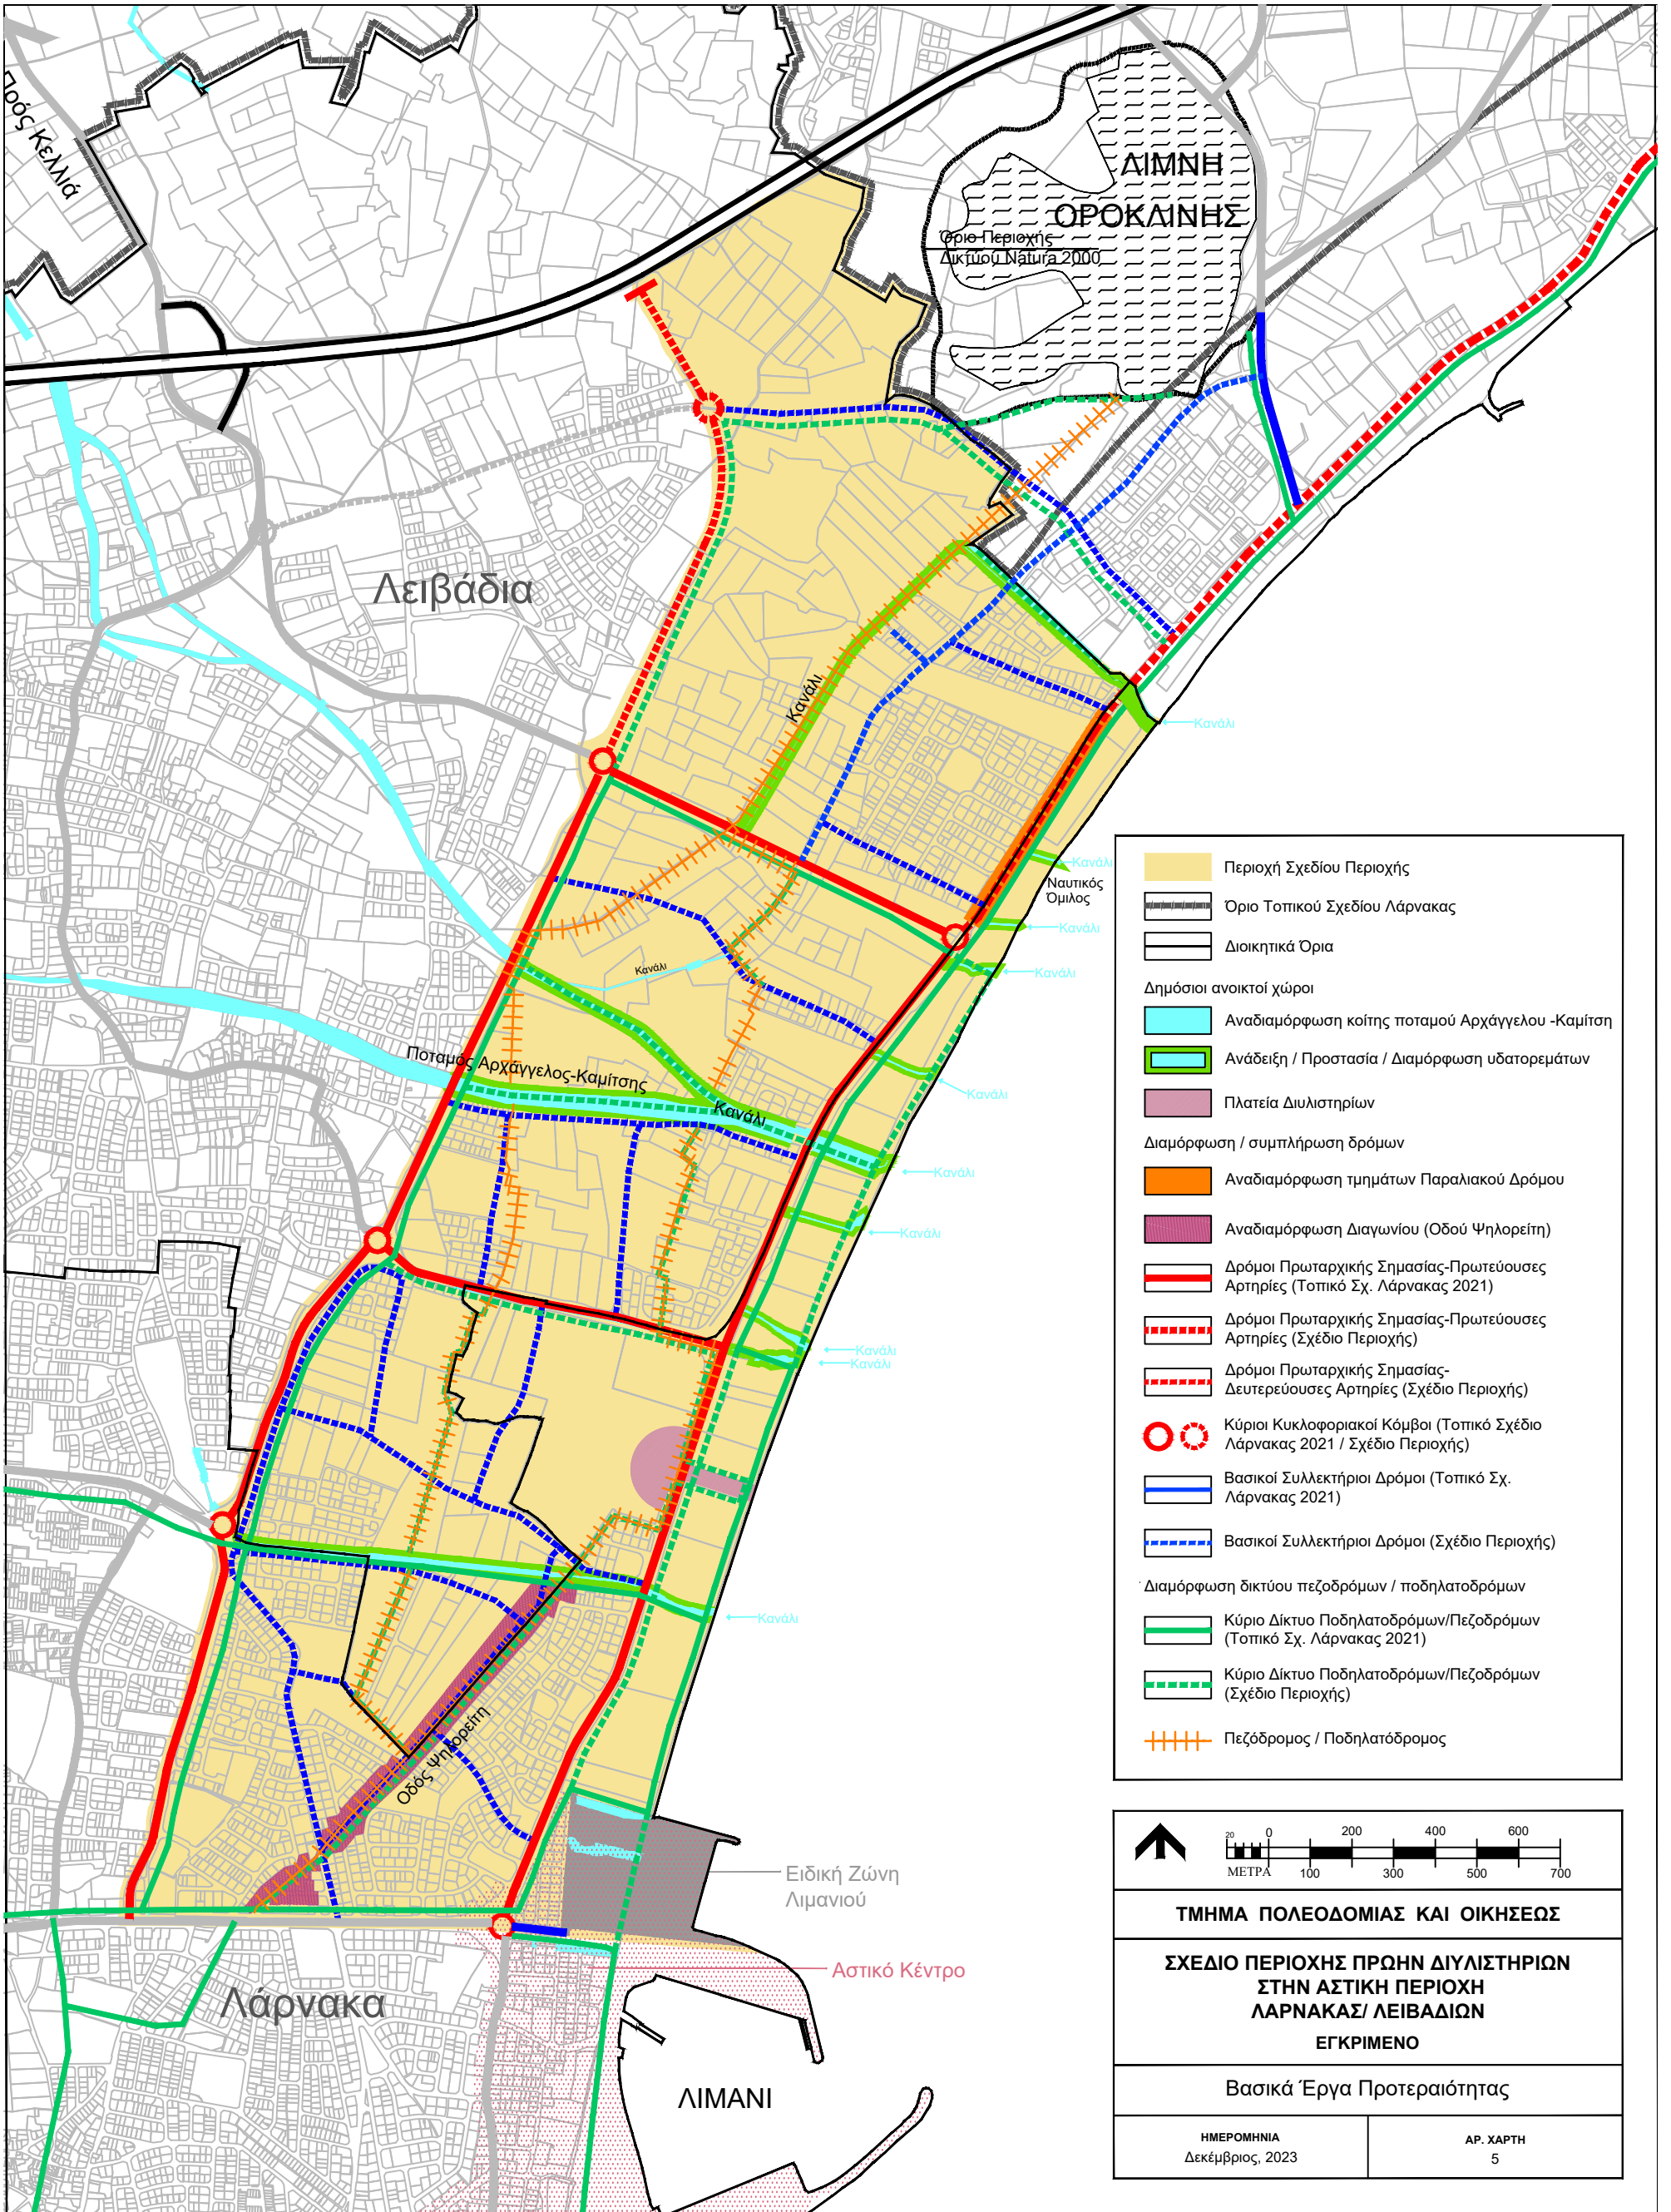 Πρός Κελλιά
ΛΙΜΝΗ
ΟΡΟΚΛΙΝΗΣ
Όριο Περιοχής
Δικτύου Natura 2000
Λειβάδια
Κανάλι
Κανάλι
Κανάλι
Ναυτικός
Όμιλος
Κανάλι
Κανάλι
Κανάλι
Ποταμός Αρχάγγελος-Καμίτσης
Κανάλι
Κανάλι
Κανάλι
Κανάλι
Κανάλι
Κανάλι
Κανάλι
Οδός Ψηλορείτη
Ειδική Ζώνη
Λιμανιού
Αστικό Κέντρο
Λάρνακα
ΛΙΜΑΝΙ
Περιοχή Σχεδίου Περιοχής
Όριο Τοπικού Σχεδίου Λάρνακας
Διοικητικά Όρια
Δημόσιοι ανοικτοί χώροι
Αναδιαμόρφωση κοίτης ποταμού Αρχάγγελου -Καμίτση
Ανάδειξη / Προστασία / Διαμόρφωση υδατορεμάτων
Πλατεία Διυλιστηρίων
Διαμόρφωση / συμπλήρωση δρόμων
Αναδιαμόρφωση τμημάτων Παραλιακού Δρόμου
Αναδιαμόρφωση Διαγωνίου (Οδού Ψηλορείτη)
Δρόμοι Πρωταρχικής Σημασίας-Πρωτεύουσες
Αρτηρίες (Τοπικό Σχ. Λάρνακας 2021)
Δρόμοι Πρωταρχικής Σημασίας-Πρωτεύουσες
Αρτηρίες (Σχέδιο Περιοχής)
Δρόμοι Πρωταρχικής Σημασίας-
Δευτερεύουσες Αρτηρίες (Σχέδιο Περιοχής)
Κύριοι Κυκλοφοριακοί Κόμβοι (Τοπικό Σχέδιο
Λάρνακας 2021 / Σχέδιο Περιοχής)
Βασικοί Συλλεκτήριοι Δρόμοι (Τοπικό Σχ.
Λάρνακας 2021)
Βασικοί Συλλεκτήριοι Δρόμοι (Σχέδιο Περιοχής)
Διαμόρφωση δικτύου πεζοδρόμων / ποδηλατοδρόμων
Κύριο Δίκτυο Ποδηλατοδρόμων/Πεζοδρόμων
(Τοπικό Σχ. Λάρνακας 2021)
Κύριο Δίκτυο Ποδηλατοδρόμων/Πεζοδρόμων
(Σχέδιο Περιοχής)
Πεζόδρομος / Ποδηλατόδρομος
20 0 200 400 600
ΜΕΤΡΑ 100 300 500 700
ΤΜΗΜΑ ΠΟΛΕΟΔΟΜΙΑΣ ΚΑΙ ΟΙΚΗΣΕΩΣ
ΣΧΕΔΙΟ ΠΕΡΙΟΧΗΣ ΠΡΩΗΝ ΔΙΥΛΙΣΤΗΡΙΩΝ
ΣΤΗΝ ΑΣΤΙΚΗ ΠΕΡΙΟΧΗ
ΛΑΡΝΑΚΑΣ/ ΛΕΙΒΑΔΙΩΝ
ΕΓΚΡΙΜΕΝΟ
Βασικά Έργα Προτεραιότητας
ΗΜΕΡΟΜΗΝΙΑ
Δεκέμβριος, 2023
ΑΡ. ΧΑΡΤΗ
5